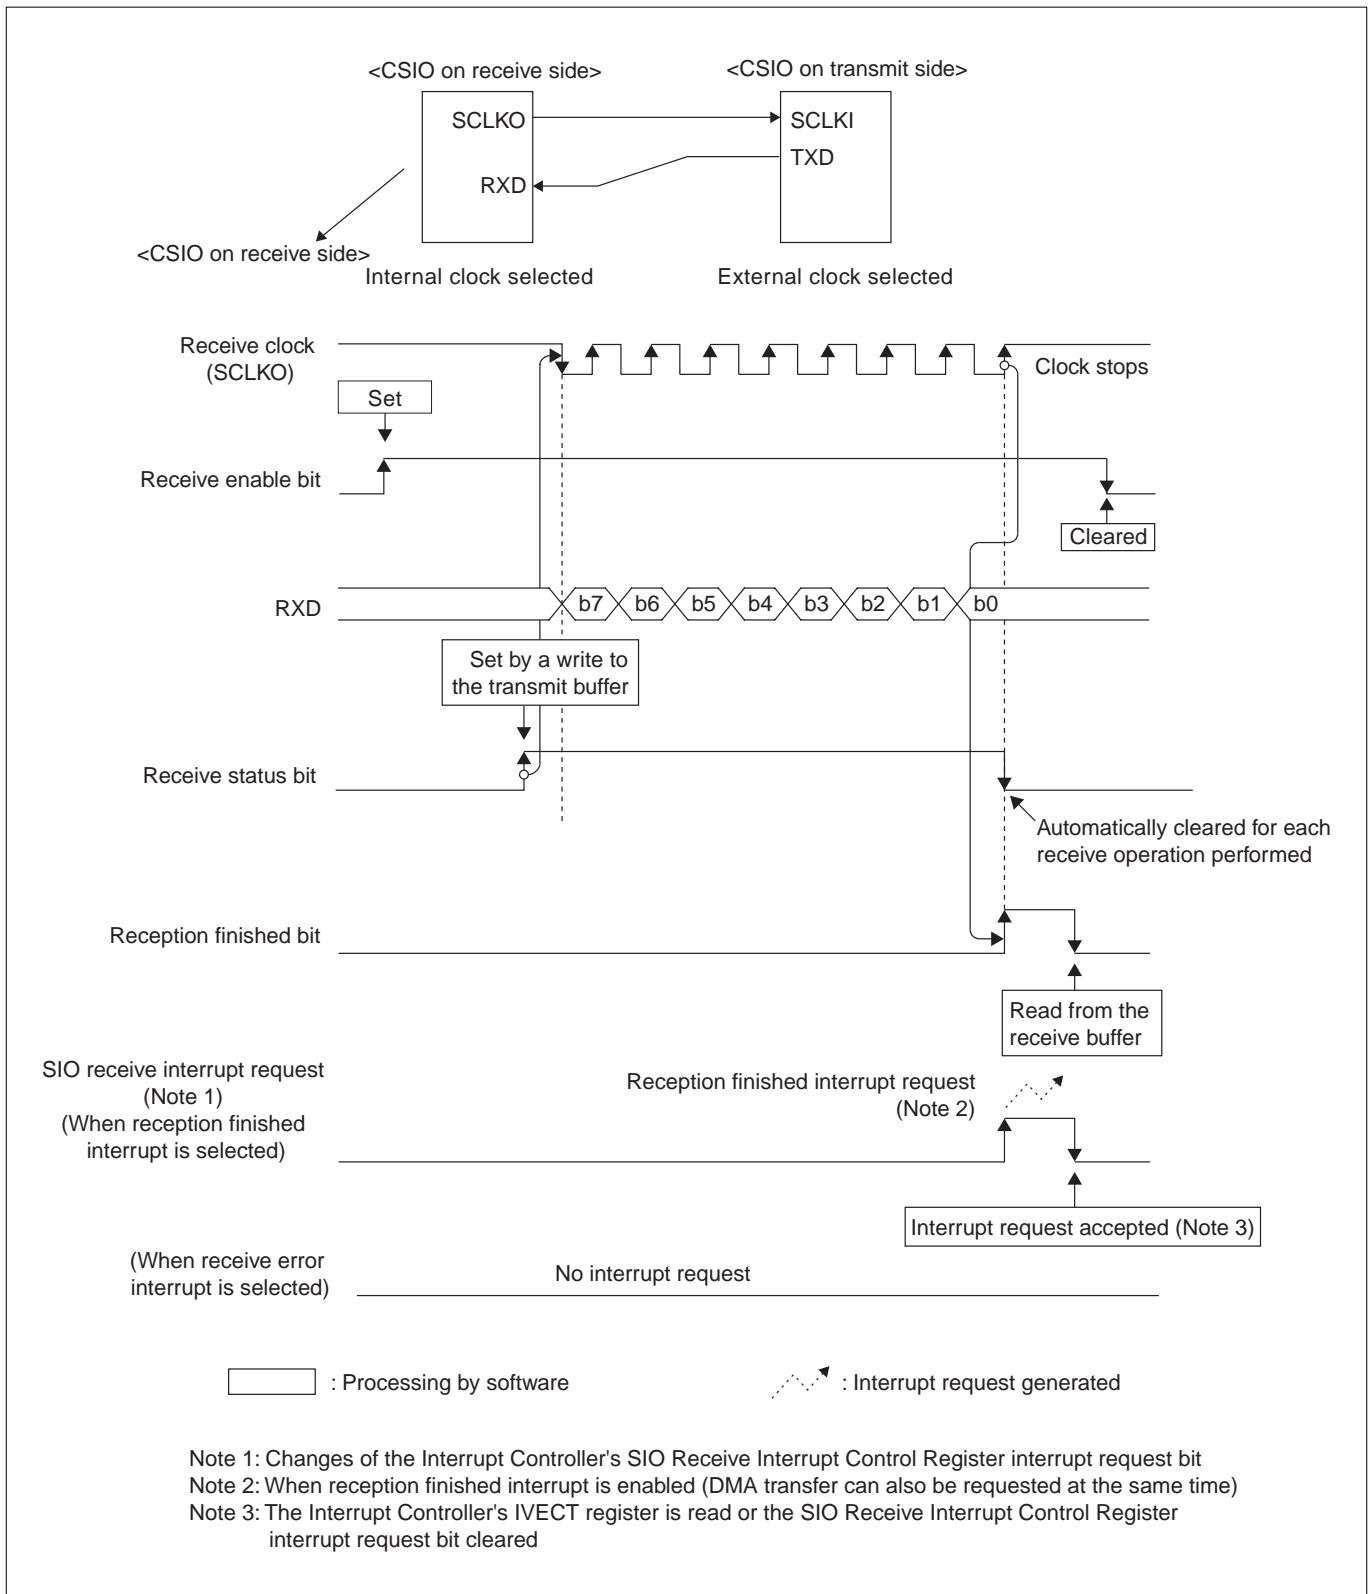 <CSIO on receive side>
<CSIO on transmit side>
SCLKO
SCLKI
TXD
RXD
<CSIO on receive side>
Internal clock selected
External clock selected
Receive clock
(SCLKO)
Clock stops
Set
Receive enable bit
Cleared
RXD
b7 b6 b5 b4 b3 b2 b1 b0
Set by a write to
the transmit buffer
Receive status bit
Automatically cleared for each
receive operation performed
Reception finished bit
Read from the
receive buffer
SIO receive interrupt request
(Note 1)
(When reception finished
interrupt is selected)
Reception finished interrupt request
(Note 2)
Interrupt request accepted (Note 3)
(When receive error
interrupt is selected)
No interrupt request
: Processing by software
: Interrupt request generated
Note 1: Changes of the Interrupt Controller's SIO Receive Interrupt Control Register interrupt request bit
Note 2: When reception finished interrupt is enabled (DMA transfer can also be requested at the same time)
Note 3: The Interrupt Controller's IVECT register is read or the SIO Receive Interrupt Control Register
interrupt request bit cleared